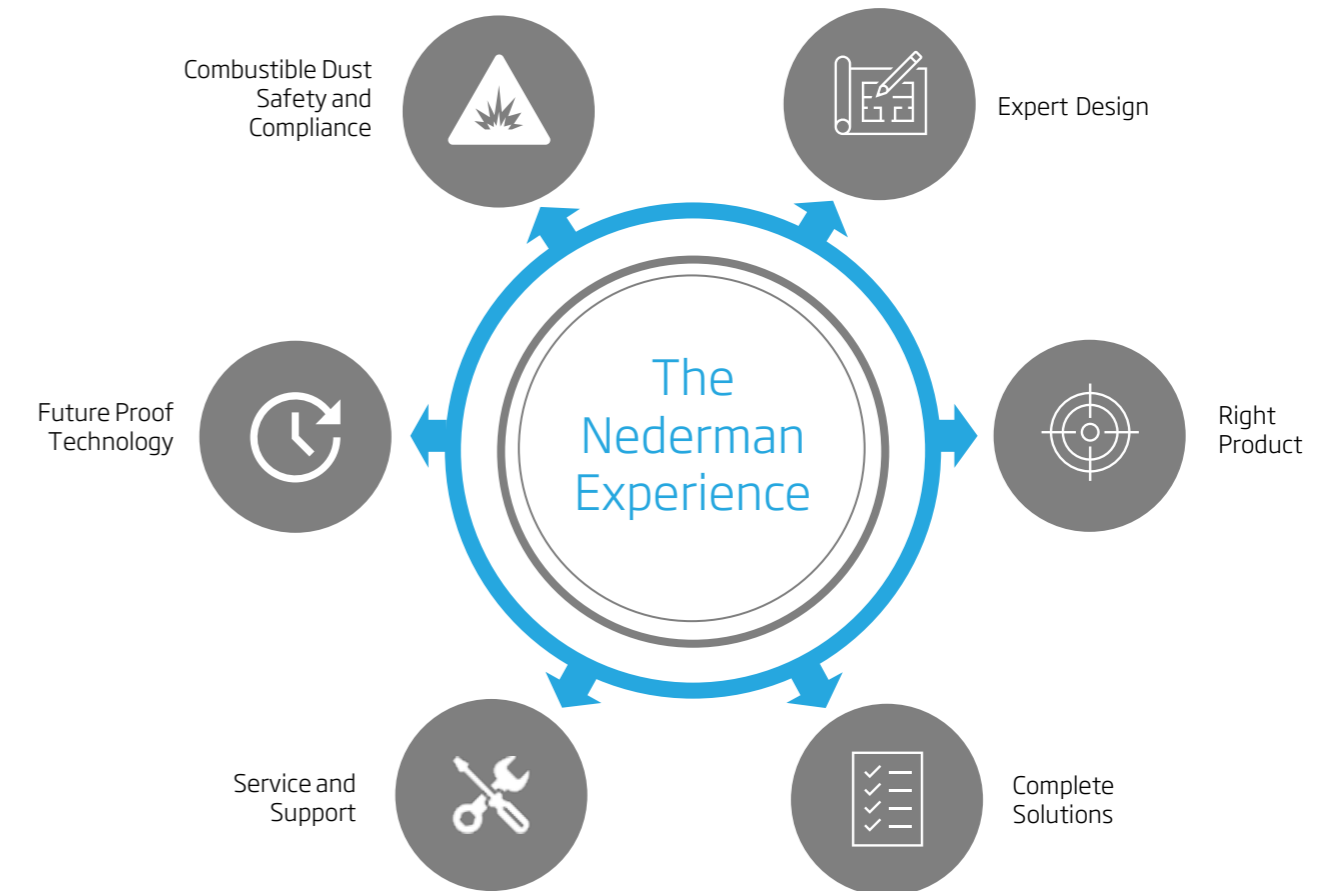 Combustible Dust
Safety and
Compliance
Expert Design
The
Nederman
Experience
Future Proof
Technology
Right
Product
Service and
Support
Complete
Solutions